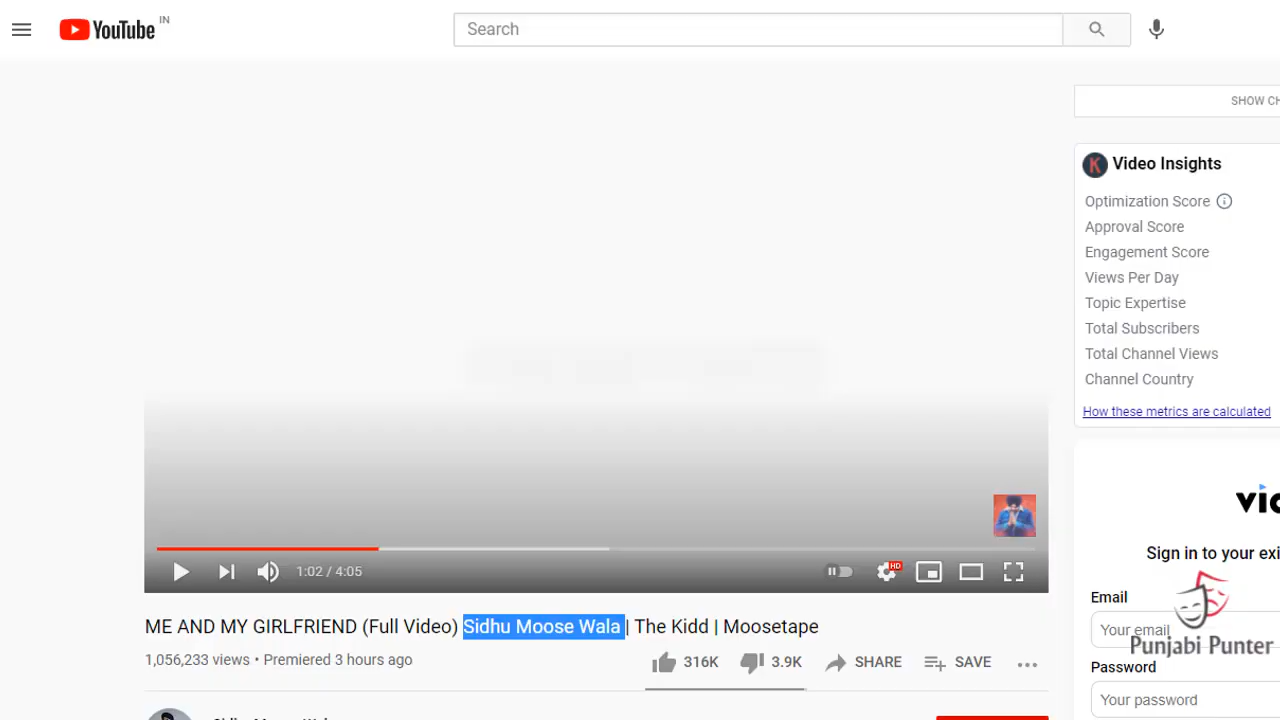 YouTube IN
Search
SHOW CH
K Video Insights
Optimization Score
Approval Score
Engagement Score
Views Per Day
Topic Expertise
Total Subscribers
Total Channel Views
Channel Country
How these metrics are calculated
HD
1:02 / 4:05
ME AND MY GIRLFRIEND (Full Video) Sidhu Moose Wala | The Kidd | Moosetape
1,056,233 views • Premiered 3 hours ago
316K 3.9K SHARE SAVE
Sign in to your exi
Email
Your email
Punjabi Punter
Password
Your password